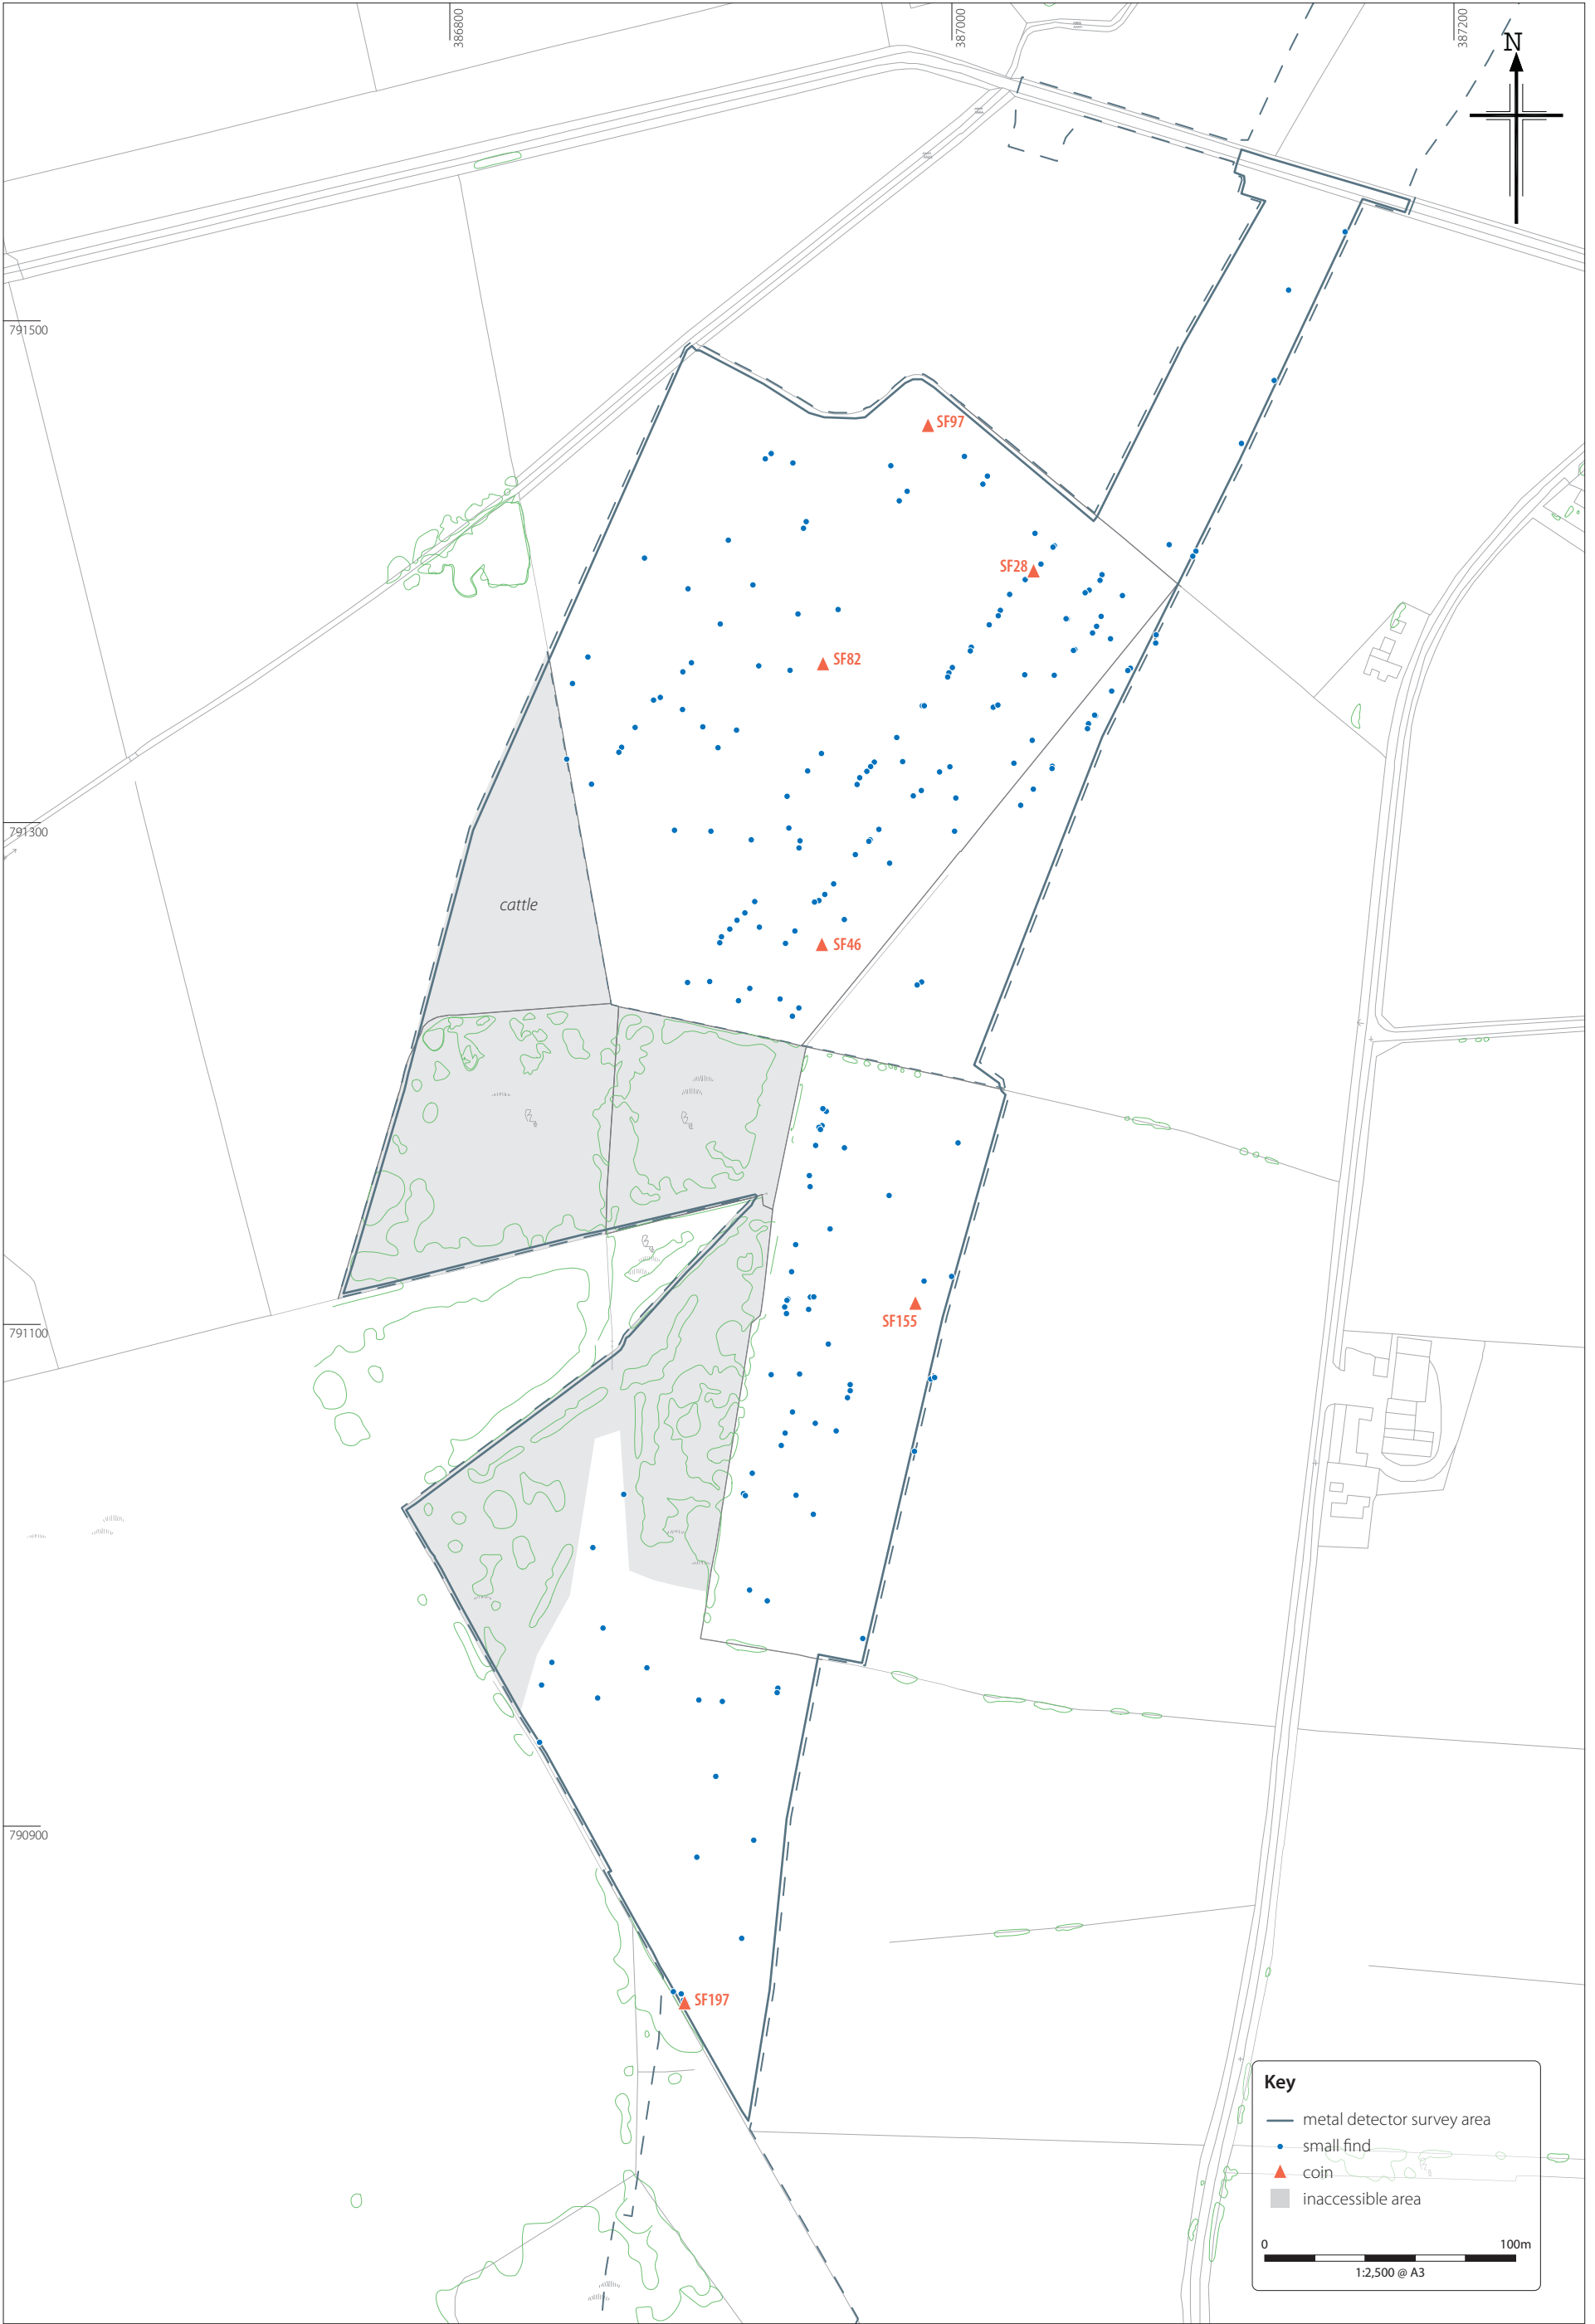 386800
387000
387200
N
791500
SF97
SF28
SF82
791300
cattle
SF46
SF155
791100
790900
SF197
Key
metal detector survey area
small find
coin
inaccessible area
0 100m
1:2,500 @ A3